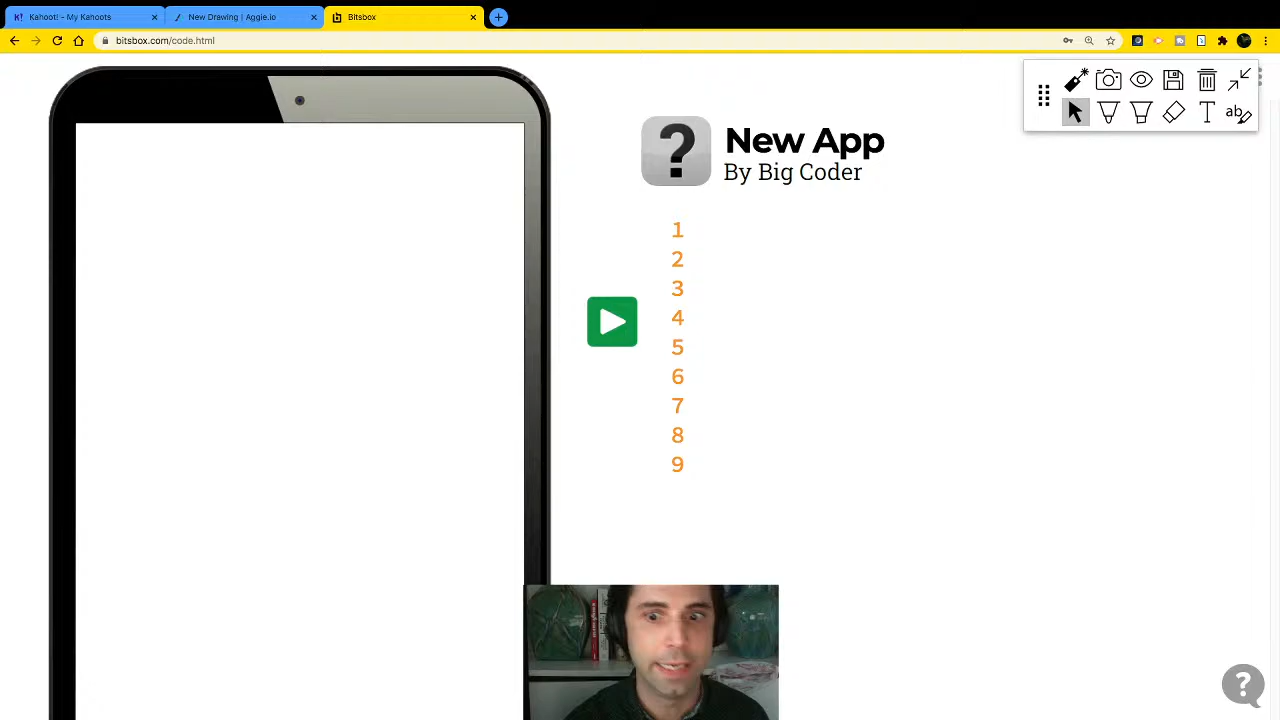 Kahoot! - My Kahoots
New Drawing | Aggie.io
Bitsbox
bitsbox.com/code.html
New App
By Big Coder
1
2
3
4
5
6
7
8
9
T
ab
?
?